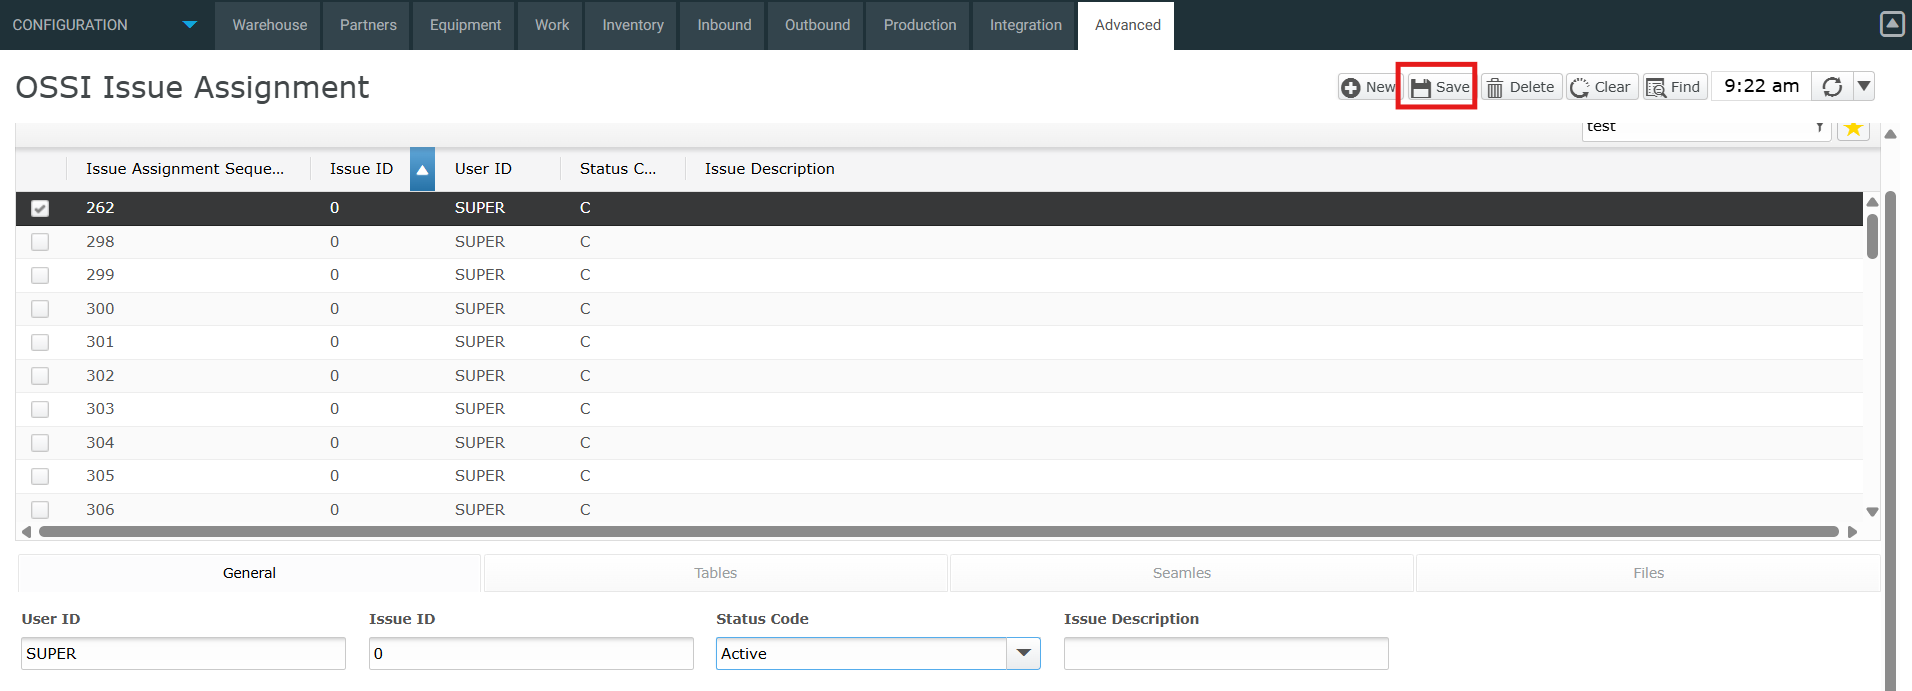 CONFIGURATION Warehouse Partners Equipment Work Inventory Inbound Outbound Production Integration Advanced
OSSI Issue Assignment New Save Delete Clear Find 9:22 am
test
Issue Assignment Seque... Issue ID User ID Status C... Issue Description
262 0 SUPER C
298 0 SUPER C
299 0 SUPER C
300 0 SUPER C
301 0 SUPER C
302 0 SUPER C
303 0 SUPER C
304 0 SUPER C
305 0 SUPER C
306 0 SUPER C
General Tables Seamles Files
User ID Issue ID Status Code Issue Description
SUPER 0 Active